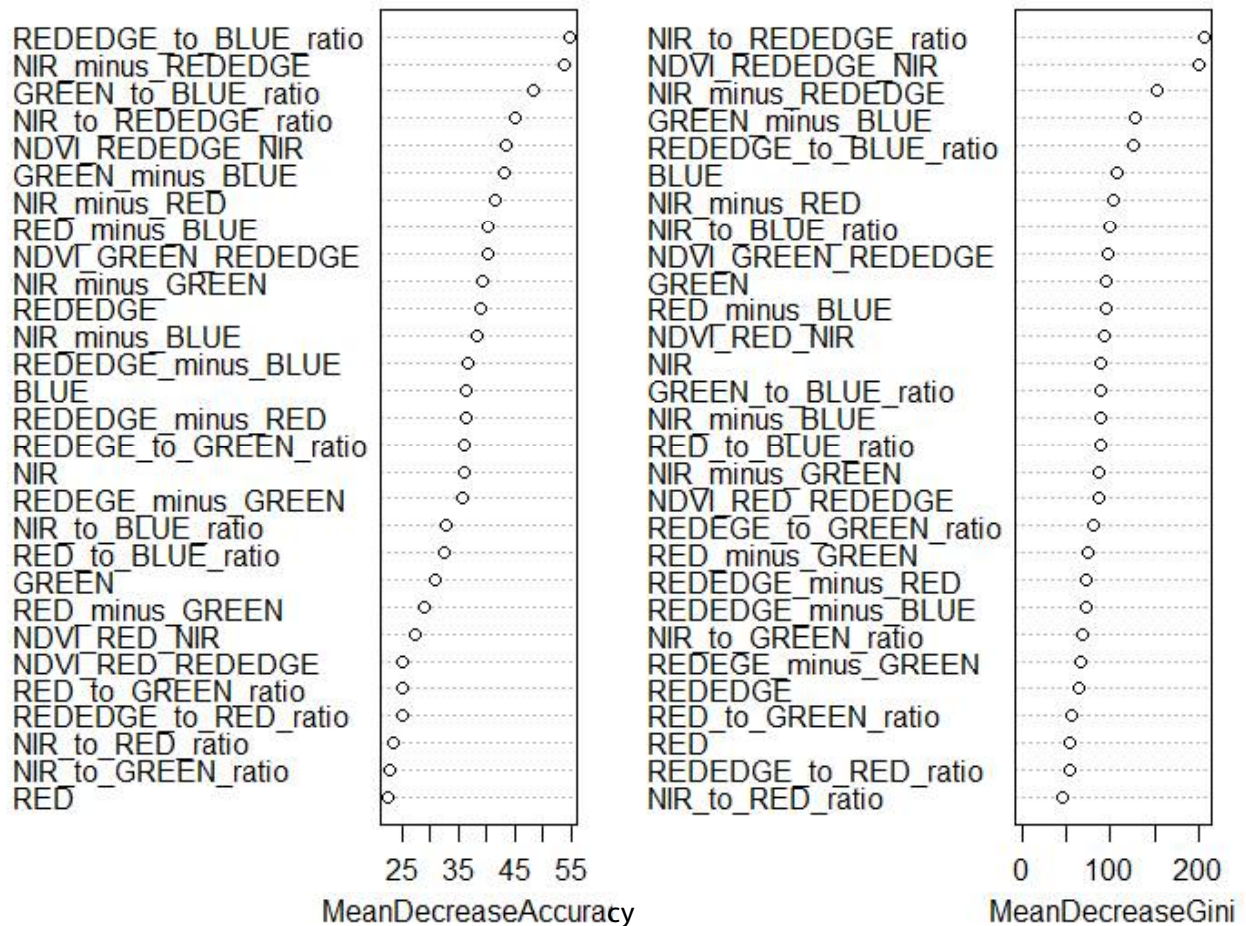 REDEDGE_to_BLUE_ratio
NIR_minus_REDEDGE
GREEN_to_BLUE_ratio
NIR_to_REDEDGE_ratio
NDVI_REDEDGE_NIR
GREEN_minus_BLUE
NIR_minus_RED
RED_minus_BLUE
NDVI_GREEN_REDEDGE
NIR_minus_GREEN
REDEDGE
NIR_minus_BLUE
REDEDGE_minus_BLUE
BLUE
REDEDGE_minus_RED
REDEGE_to_GREEN_ratio
NIR
REDEGE_minus_GREEN
NIR_to_BLUE_ratio
RED_to_BLUE_ratio
GREEN
RED_minus_GREEN
NDVI_RED_NIR
NDVI_RED_REDEDGE
RED_to_GREEN_ratio
REDEDGE_to_RED_ratio
NIR_to_RED_ratio
NIR_to_GREEN_ratio
RED
25 35 45 55
MeanDecreaseAccuracy
NIR_to_REDEDGE_ratio
NDVI_REDEDGE_NIR
NIR_minus_REDEDGE
GREEN_minus_BLUE
REDEDGE_to_BLUE_ratio
BLUE
NIR_minus_RED
NIR_to_BLUE_ratio
NDVI_GREEN_REDEDGE
GREEN
RED_minus_BLUE
NDVI_RED_NIR
NIR
GREEN_to_BLUE_ratio
NIR_minus_BLUE
RED_to_BLUE_ratio
NIR_minus_GREEN
NDVI_RED_REDEDGE
REDEGE_to_GREEN_ratio
RED_minus_GREEN
REDEDGE_minus_RED
REDEDGE_minus_BLUE
NIR_to_GREEN_ratio
REDEGE_minus_GREEN
REDEDGE
RED_to_GREEN_ratio
RED
REDEDGE_to_RED_ratio
NIR_to_RED_ratio
0 100 200
MeanDecreaseGini